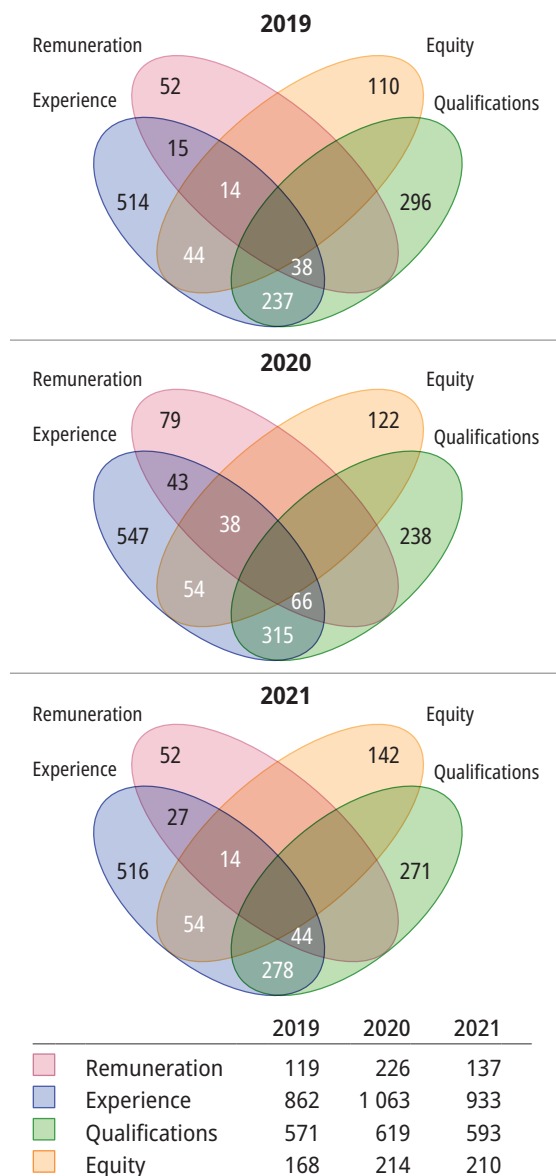 2019
Remuneration
Equity
Experience
Qualifications
52
110
15
514
14
296
44
38
237
2020
Remuneration
Equity
Experience
Qualifications
79
122
43
547
38
238
54
66
315
2021
Remuneration
Equity
Experience
Qualifications
52
142
27
516
14
271
54
44
278
2019 2020 2021
Remuneration 119 226 137
Experience 862 1 063 933
Qualifications 571 619 593
Equity 168 214 210